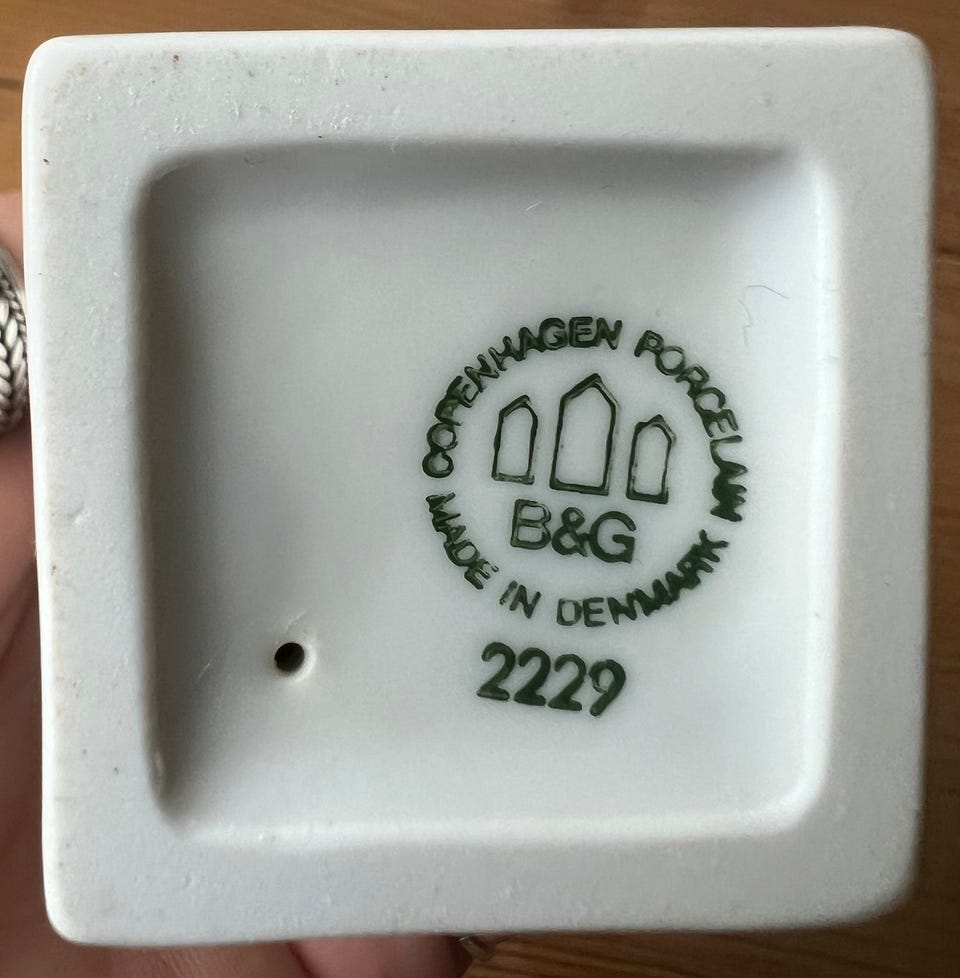 COPENHAGEN PORCELAIN
B&G
MADE IN DENMARK
2229